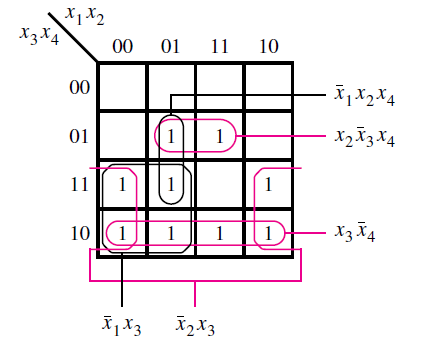 x₁x₂
x₃x₄
00 01 11 10
00
x̄₁x₂x₄
01 1 1 x₂x̄₃x₄
11 1 1 1
10 1 1 1 1 x₃x̄₄
x̄₁x₃ x̄₂x₃